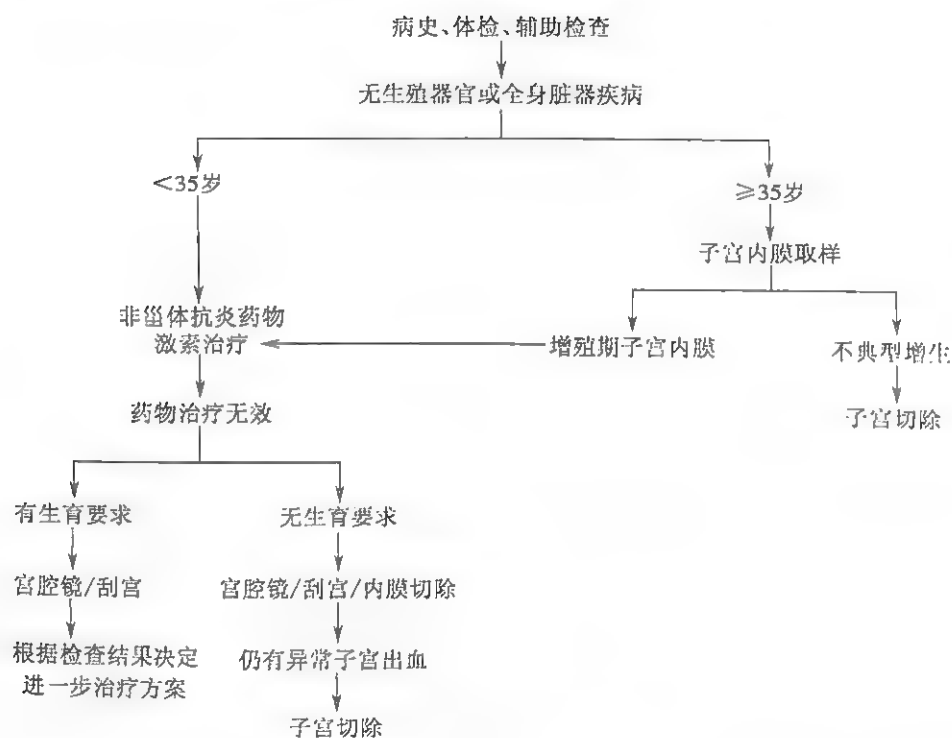 病史、体检、辅助检查
无生殖器官或全身脏器疾病
<35岁
≥35岁
子宫内膜取样
非甾体抗炎药物
激素治疗
增殖期子宫内膜
不典型增生
药物治疗无效
子宫切除
有生育要求
无生育要求
宫腔镜/刮宫
宫腔镜/刮宫/内膜切除
根据检查结果决定
进一步治疗方案
仍有异常子宫出血
子宫切除